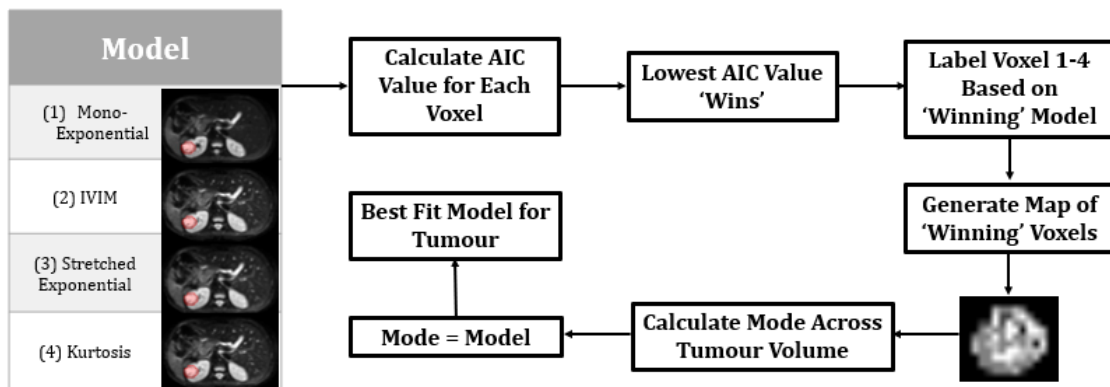 Model
(1) Mono-
Exponential
(2) IVIM
(3) Stretched
Exponential
(4) Kurtosis
Calculate AIC
Value for Each
Voxel
Lowest AIC Value
‘Wins’
Label Voxel 1-4
Based on
‘Winning’ Model
Generate Map of
‘Winning’ Voxels
Calculate Mode Across
Tumour Volume
Mode = Model
Best Fit Model for
Tumour